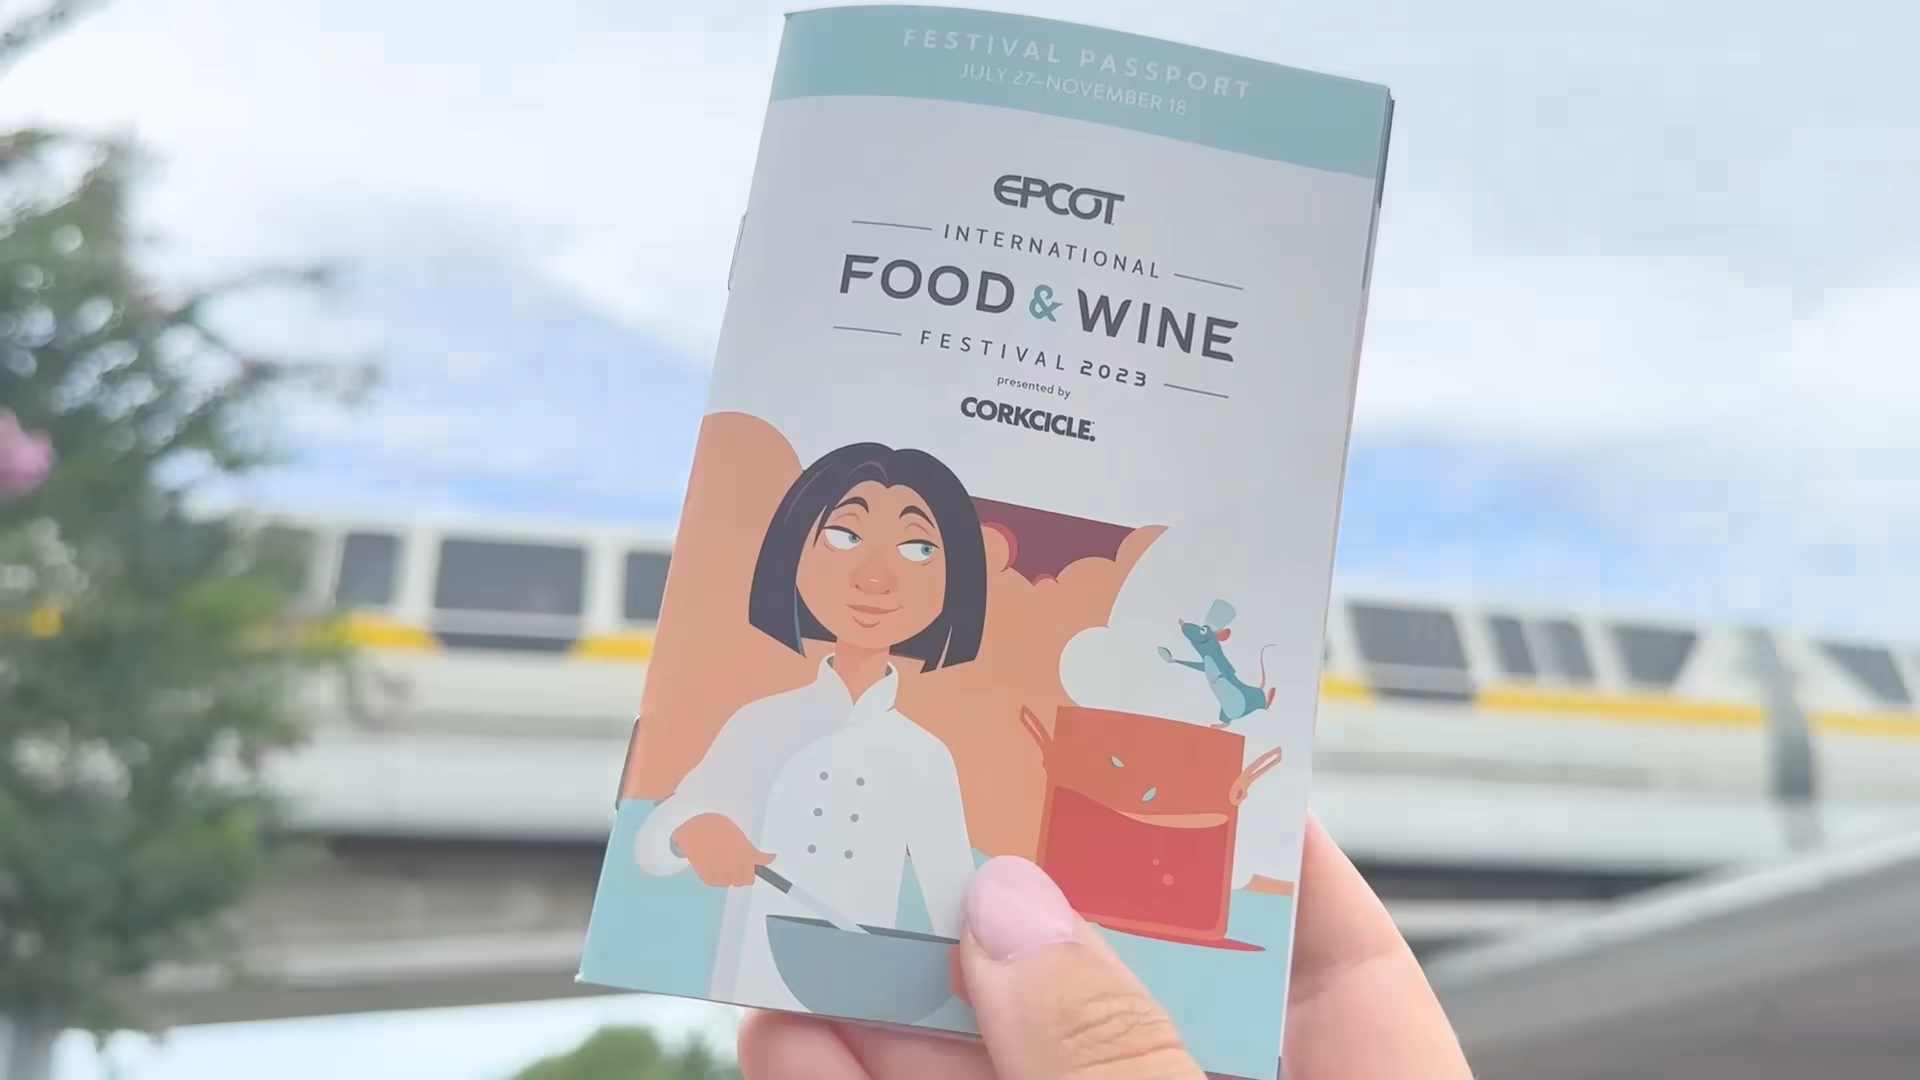 FESTIVAL PASSPORT
JULY 27–NOVEMBER 18
EPCOT
INTERNATIONAL
FOOD & WINE
FESTIVAL 2023
presented by
CORKCICLE.